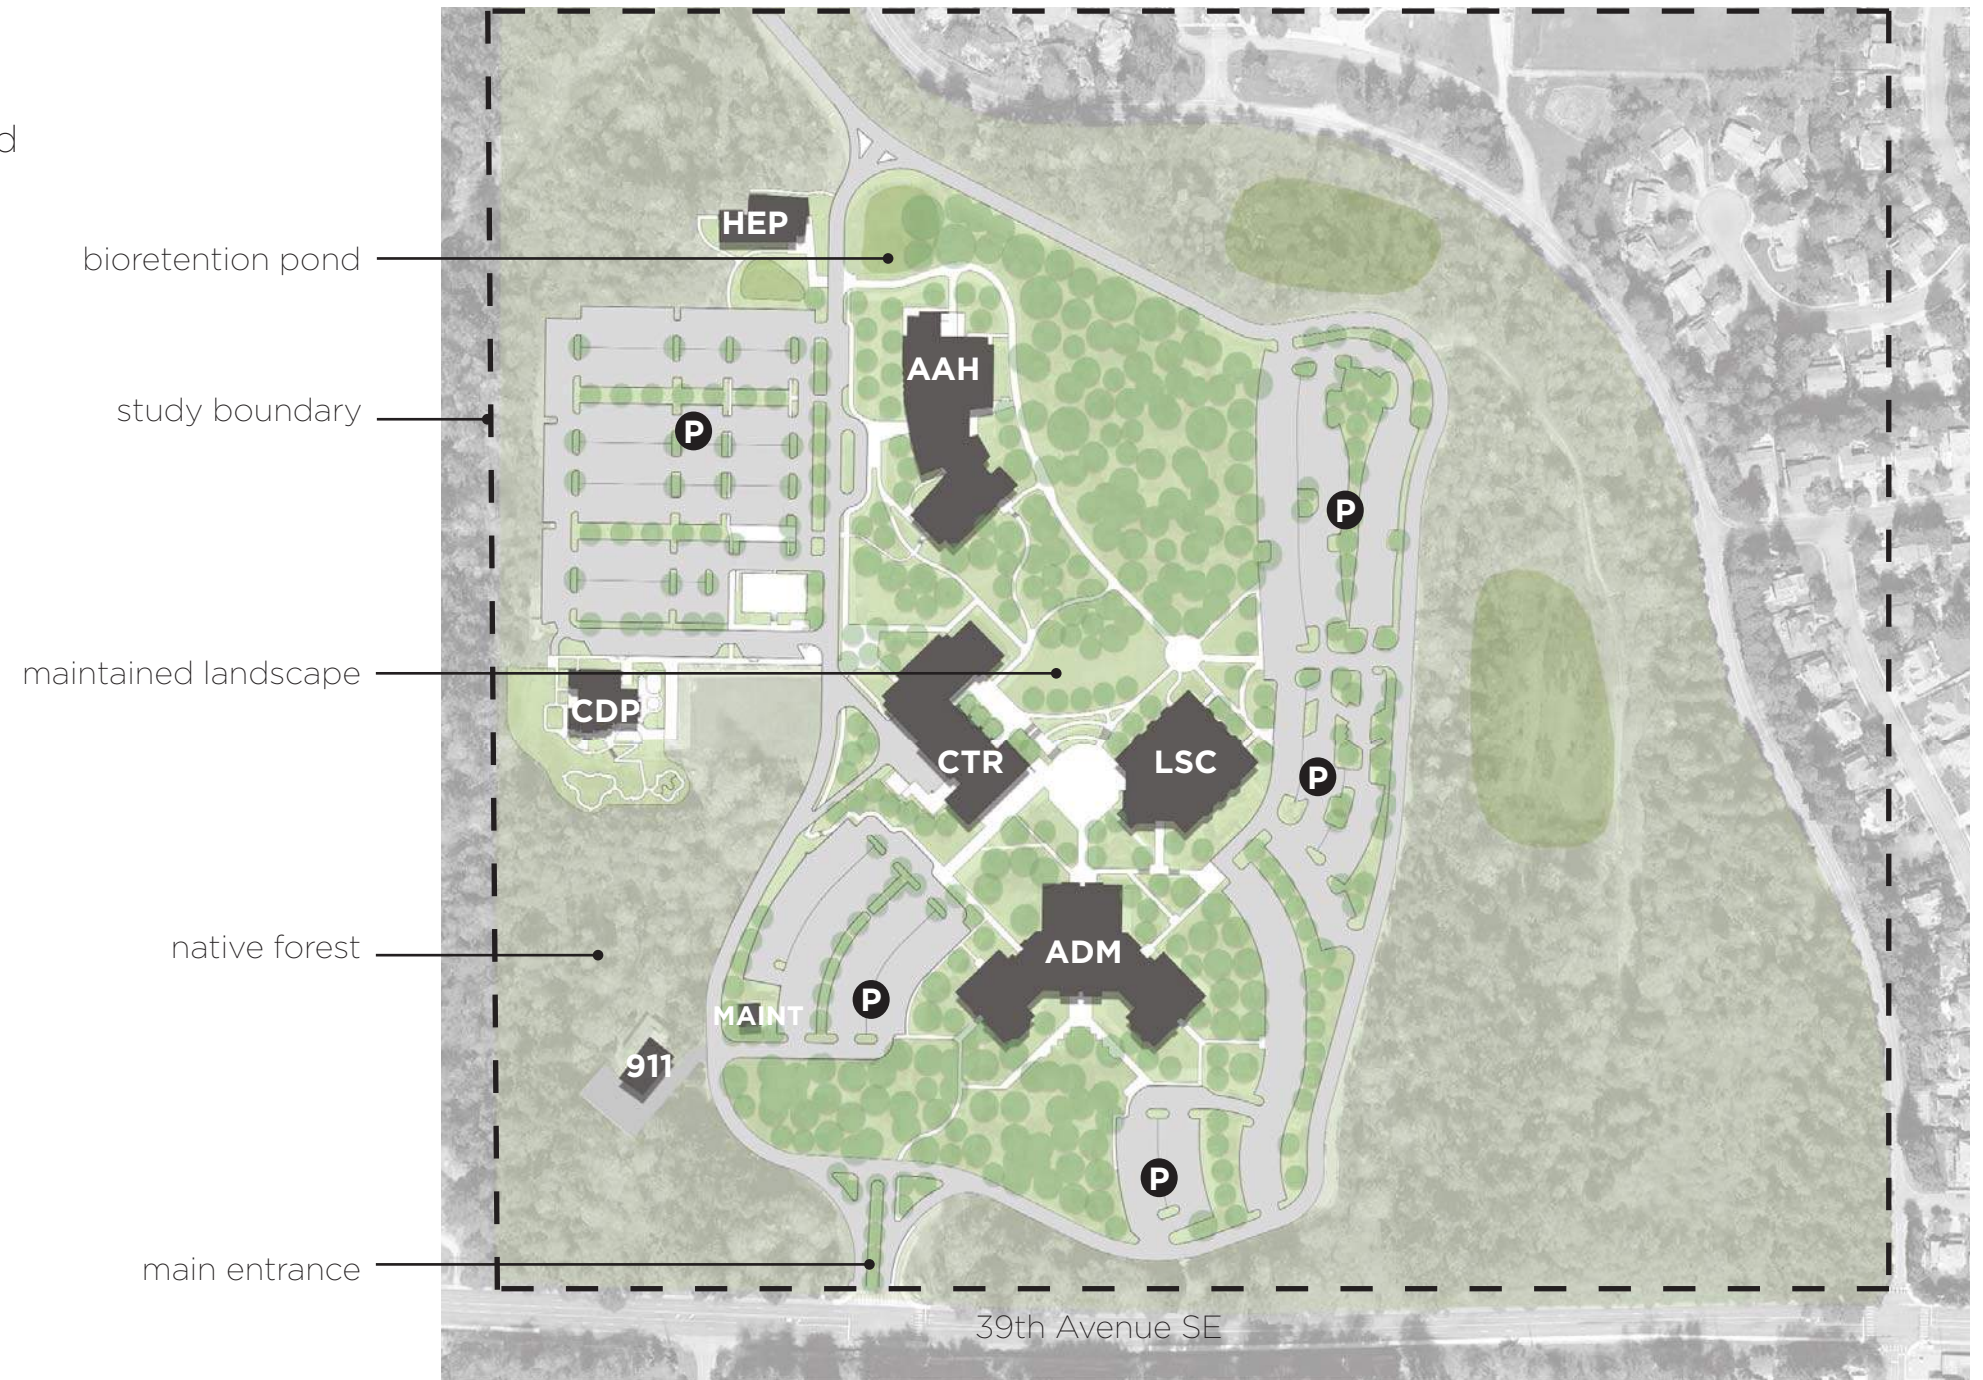 d
HEP
bioretention pond
AAH
study boundary
P
P
maintained landscape
CDP
CTR
LSC
P
native forest
ADM
P
MAINT
911
P
main entrance
39th Avenue SE